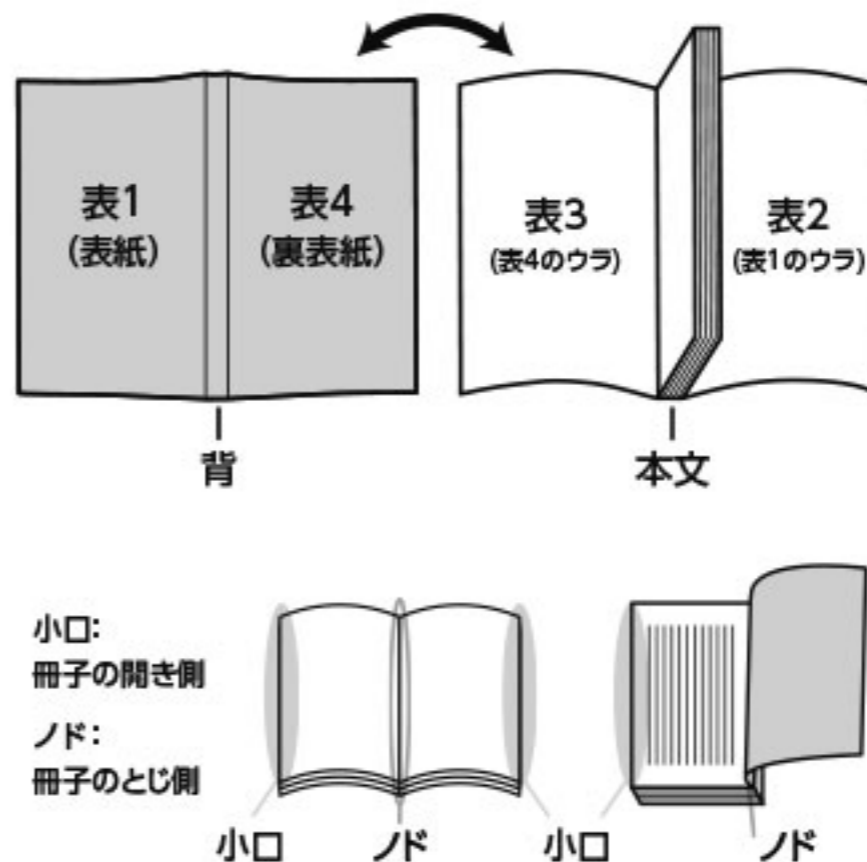 表1
(表紙)
表4
(裏表紙)
表3
(表4のウラ)
表2
(表1のウラ)
背
本文
小口:
冊子の開き側
ノド:
冊子のとじ側
小口
ノド
小口
ノド